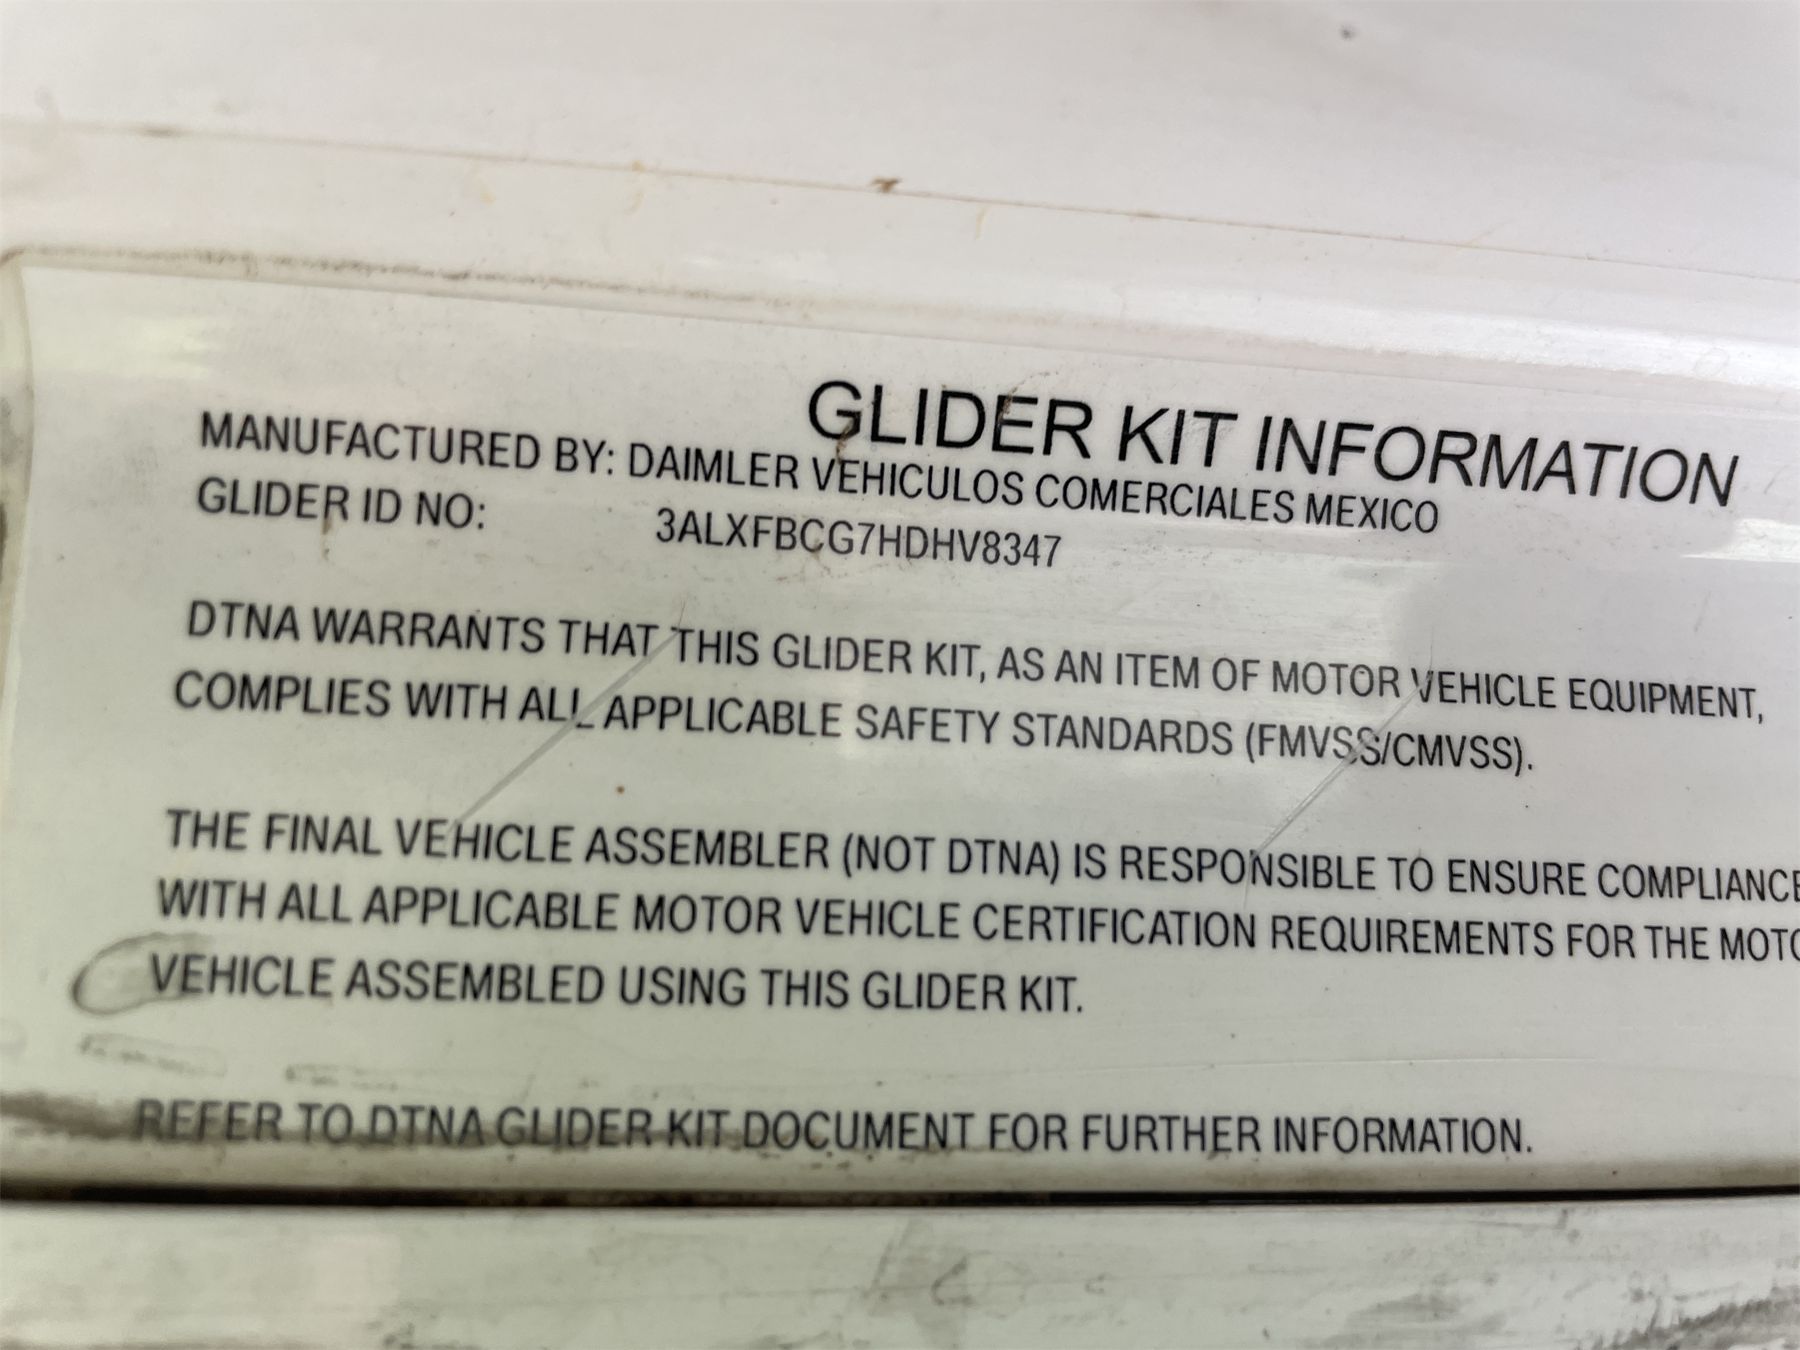 GLIDER KIT INFORMATION
MANUFACTURED BY: DAIMLER VEHICULOS COMERCIALES MEXICO
GLIDER ID NO: 3ALXFBCG7HDHV8347
DTNA WARRANTS THAT THIS GLIDER KIT, AS AN ITEM OF MOTOR VEHICLE EQUIPMENT,
COMPLIES WITH ALL APPLICABLE SAFETY STANDARDS (FMVSS/CMVSS).
THE FINAL VEHICLE ASSEMBLER (NOT DTNA) IS RESPONSIBLE TO ENSURE COMPLIANCE
WITH ALL APPLICABLE MOTOR VEHICLE CERTIFICATION REQUIREMENTS FOR THE MOTO
VEHICLE ASSEMBLED USING THIS GLIDER KIT.
REFER TO DTNA GLIDER KIT DOCUMENT FOR FURTHER INFORMATION.